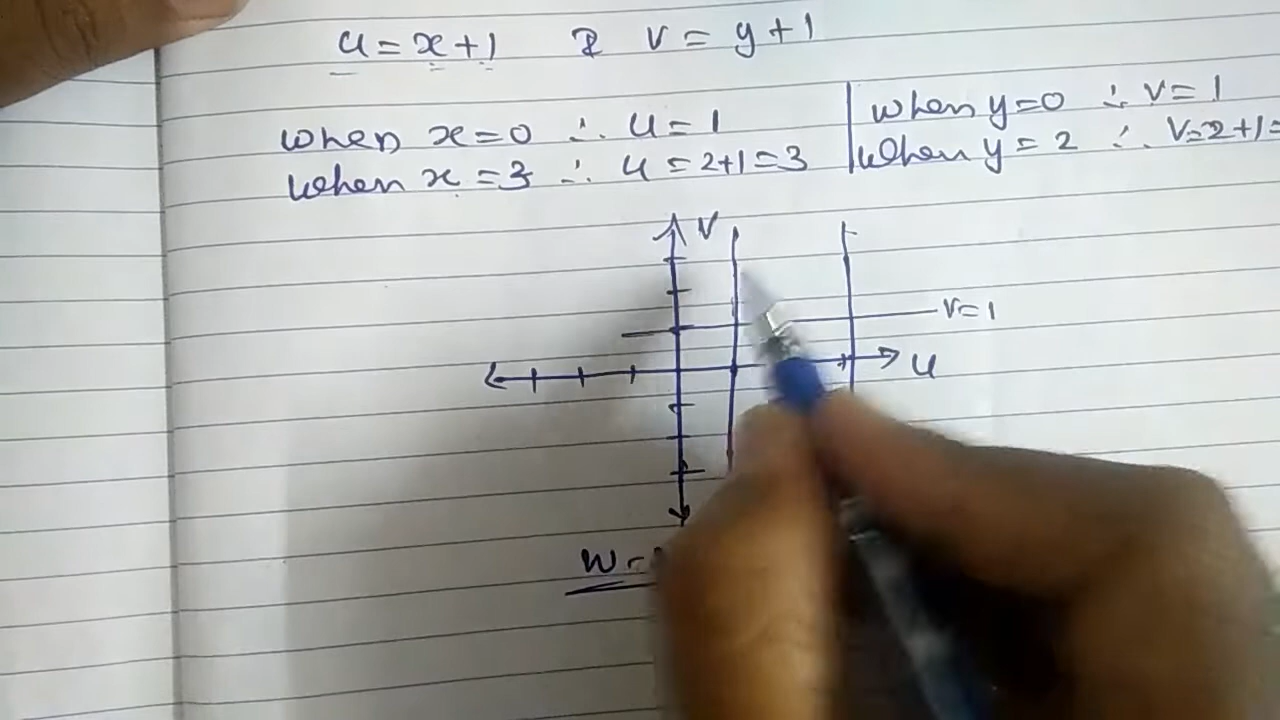 u = x + 1 & v = y + 1
when x = 0 ∴ u = 1
when x = 3 ∴ u = 2+1 = 3
when y = 0 ∴ v = 1
when y = 2 ∴ v = 2+1 =
v
v = 1
u
w -